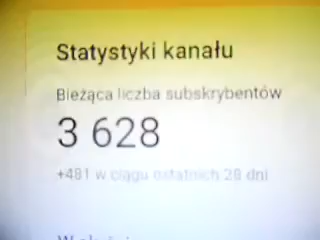 Statystyki kanału
Bieżąca liczba subskrybentów
3 628
+481 w ciągu ostatnich 28 dni